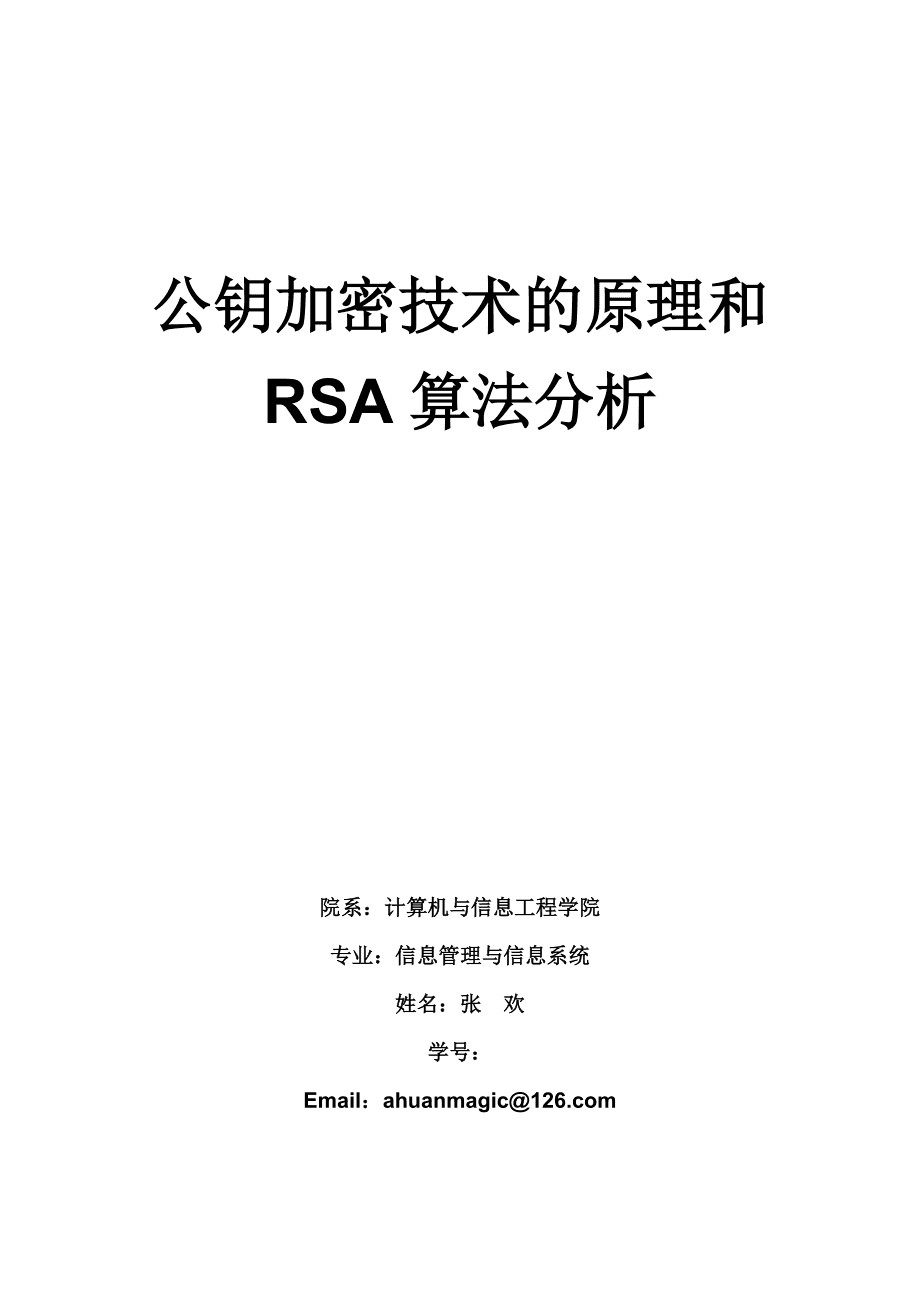 公钥加密技术的原理和
RSA 算法分析
院系：计算机与信息工程学院
专业：信息管理与信息系统
姓名：张　欢
学号：
Email：ahuanmagic@126.com